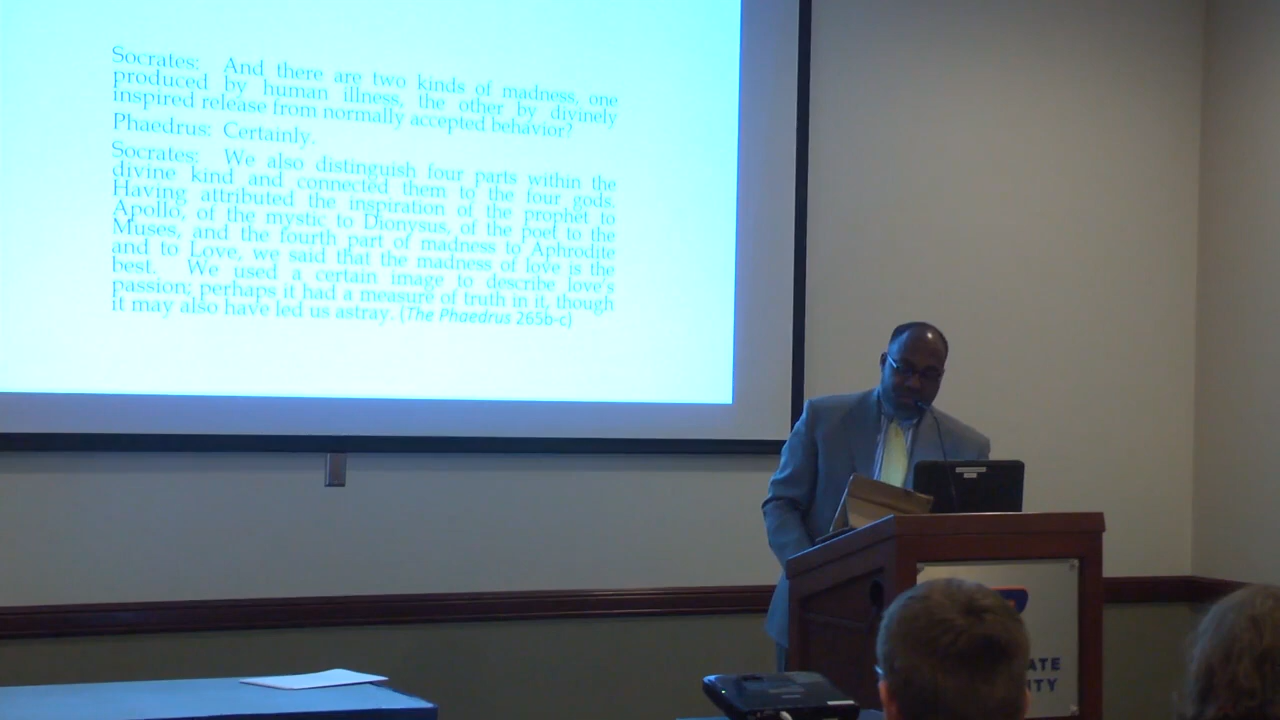 Socrates: And there are two kinds of madness, one
produced by human illness, the other by divinely
inspired release from normally accepted behavior?
Phaedrus: Certainly.
Socrates: We also distinguish four parts within the
divine kind and connected them to the four gods.
Having attributed the inspiration of the prophet to
Apollo, of the mystic to Dionysus, of the poet to the
Muses, and the fourth part of madness to Aphrodite
and to Love, we said that the madness of love is the
best. We used a certain image to describe love's
passion; perhaps it had a measure of truth in it, though
it may also have led us astray. (The Phaedrus 265b-c)
ATE
ITY